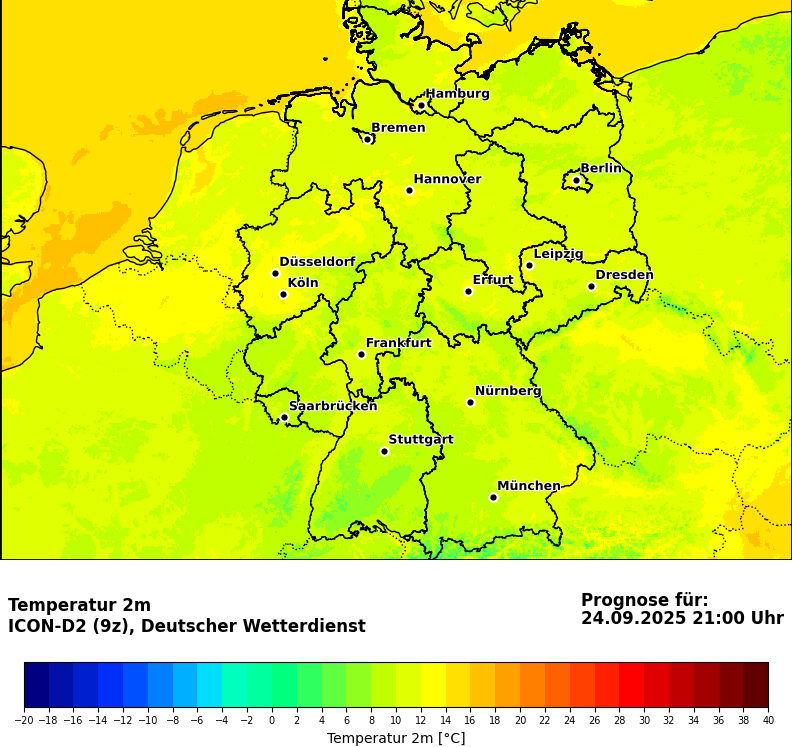 Hamburg
Bremen
Berlin
Hannover
Düsseldorf
Leipzig
Köln
Erfurt
Dresden
Frankfurt
Nürnberg
Saarbrücken
Stuttgart
München
Temperatur 2m
ICON-D2 (9z), Deutscher Wetterdienst
Prognose für:
24.09.2025 21:00 Uhr
−20 −18 −16 −14 −12 −10 −8 −6 −4 −2 0 2 4 6 8 10 12 14 16 18 20 22 24 26 28 30 32 34 36 38 40
Temperatur 2m [°C]